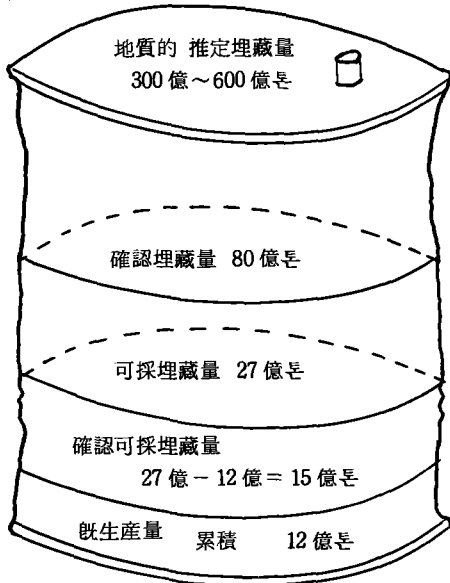 地質的 推定埋藏量
300億～600億톤
確認埋藏量 80億톤
可採埋藏量 27億톤
確認可採埋藏量
27億－12億＝15億톤
旣生産量 累積 12億톤